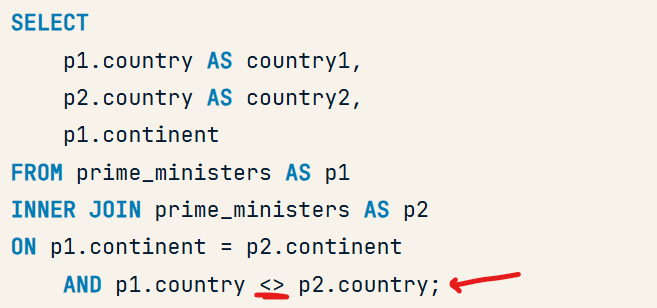 SELECT
p1.country AS country1,
p2.country AS country2,
p1.continent
FROM prime_ministers AS p1
INNER JOIN prime_ministers AS p2
ON p1.continent = p2.continent
AND p1.country <> p2.country;